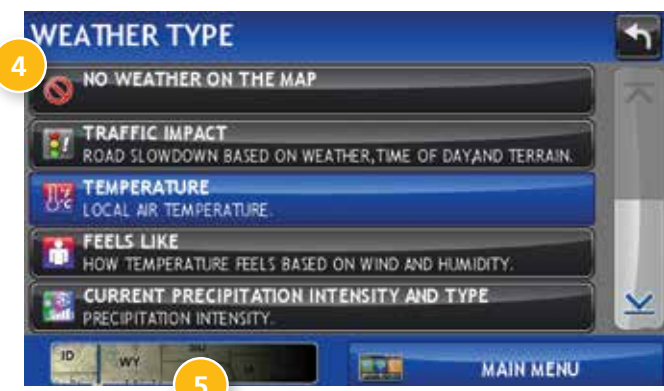 WEATHER TYPE
4
NO WEATHER ON THE MAP
TRAFFIC IMPACT
ROAD SLOWDOWN BASED ON WEATHER,TIME OF DAY,AND TERRAIN.
TEMPERATURE
LOCAL AIR TEMPERATURE.
FEELS LIKE
HOW TEMPERATURE FEELS BASED ON WIND AND HUMIDITY.
CURRENT PRECIPITATION INTENSITY AND TYPE
PRECIPITATION INTENSITY.
ID WY
5
MAIN MENU